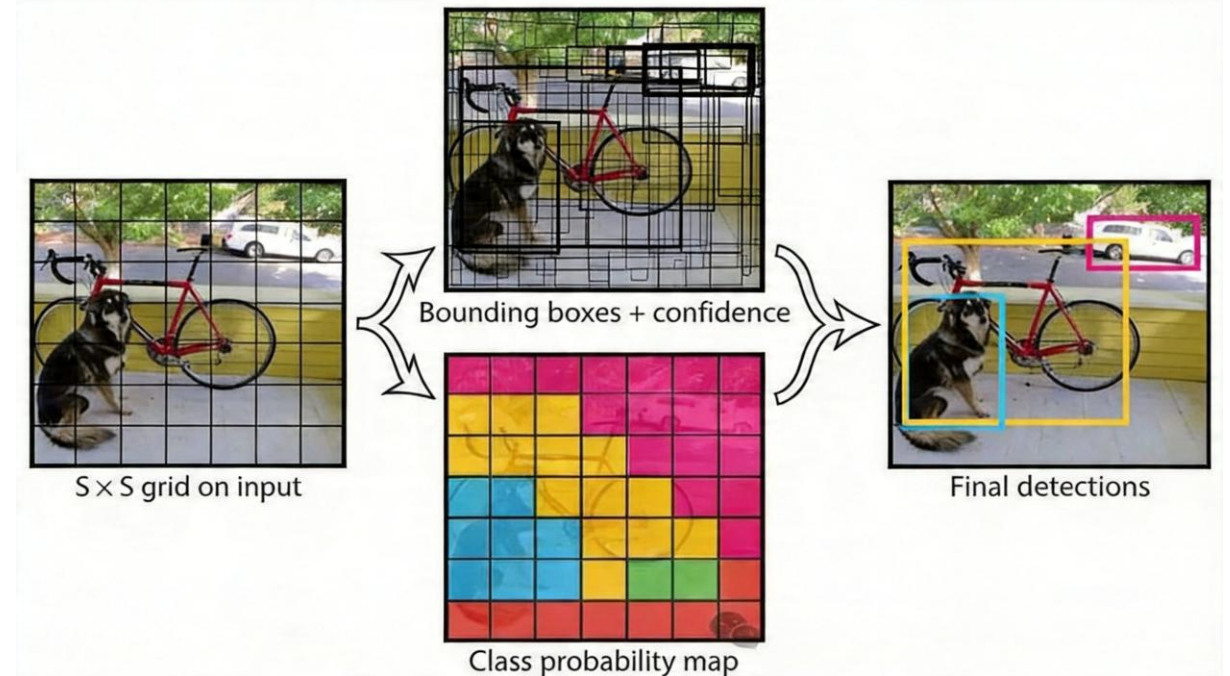 Bounding boxes + confidence
S × S grid on input
Final detections
Class probability map